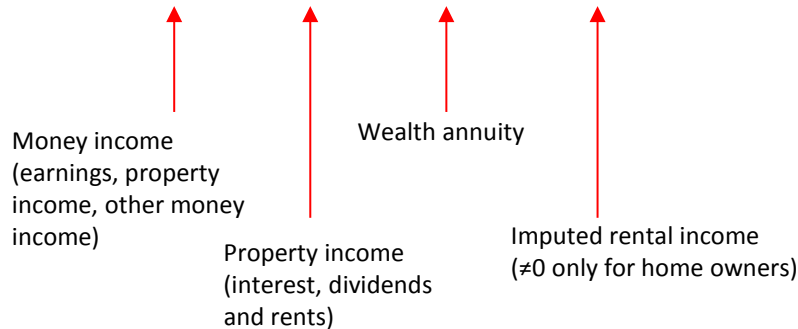 Money income
(earnings, property
income, other money
income)
Property income
(interest, dividends
and rents)
Wealth annuity
Imputed rental income
(≠0 only for home owners)